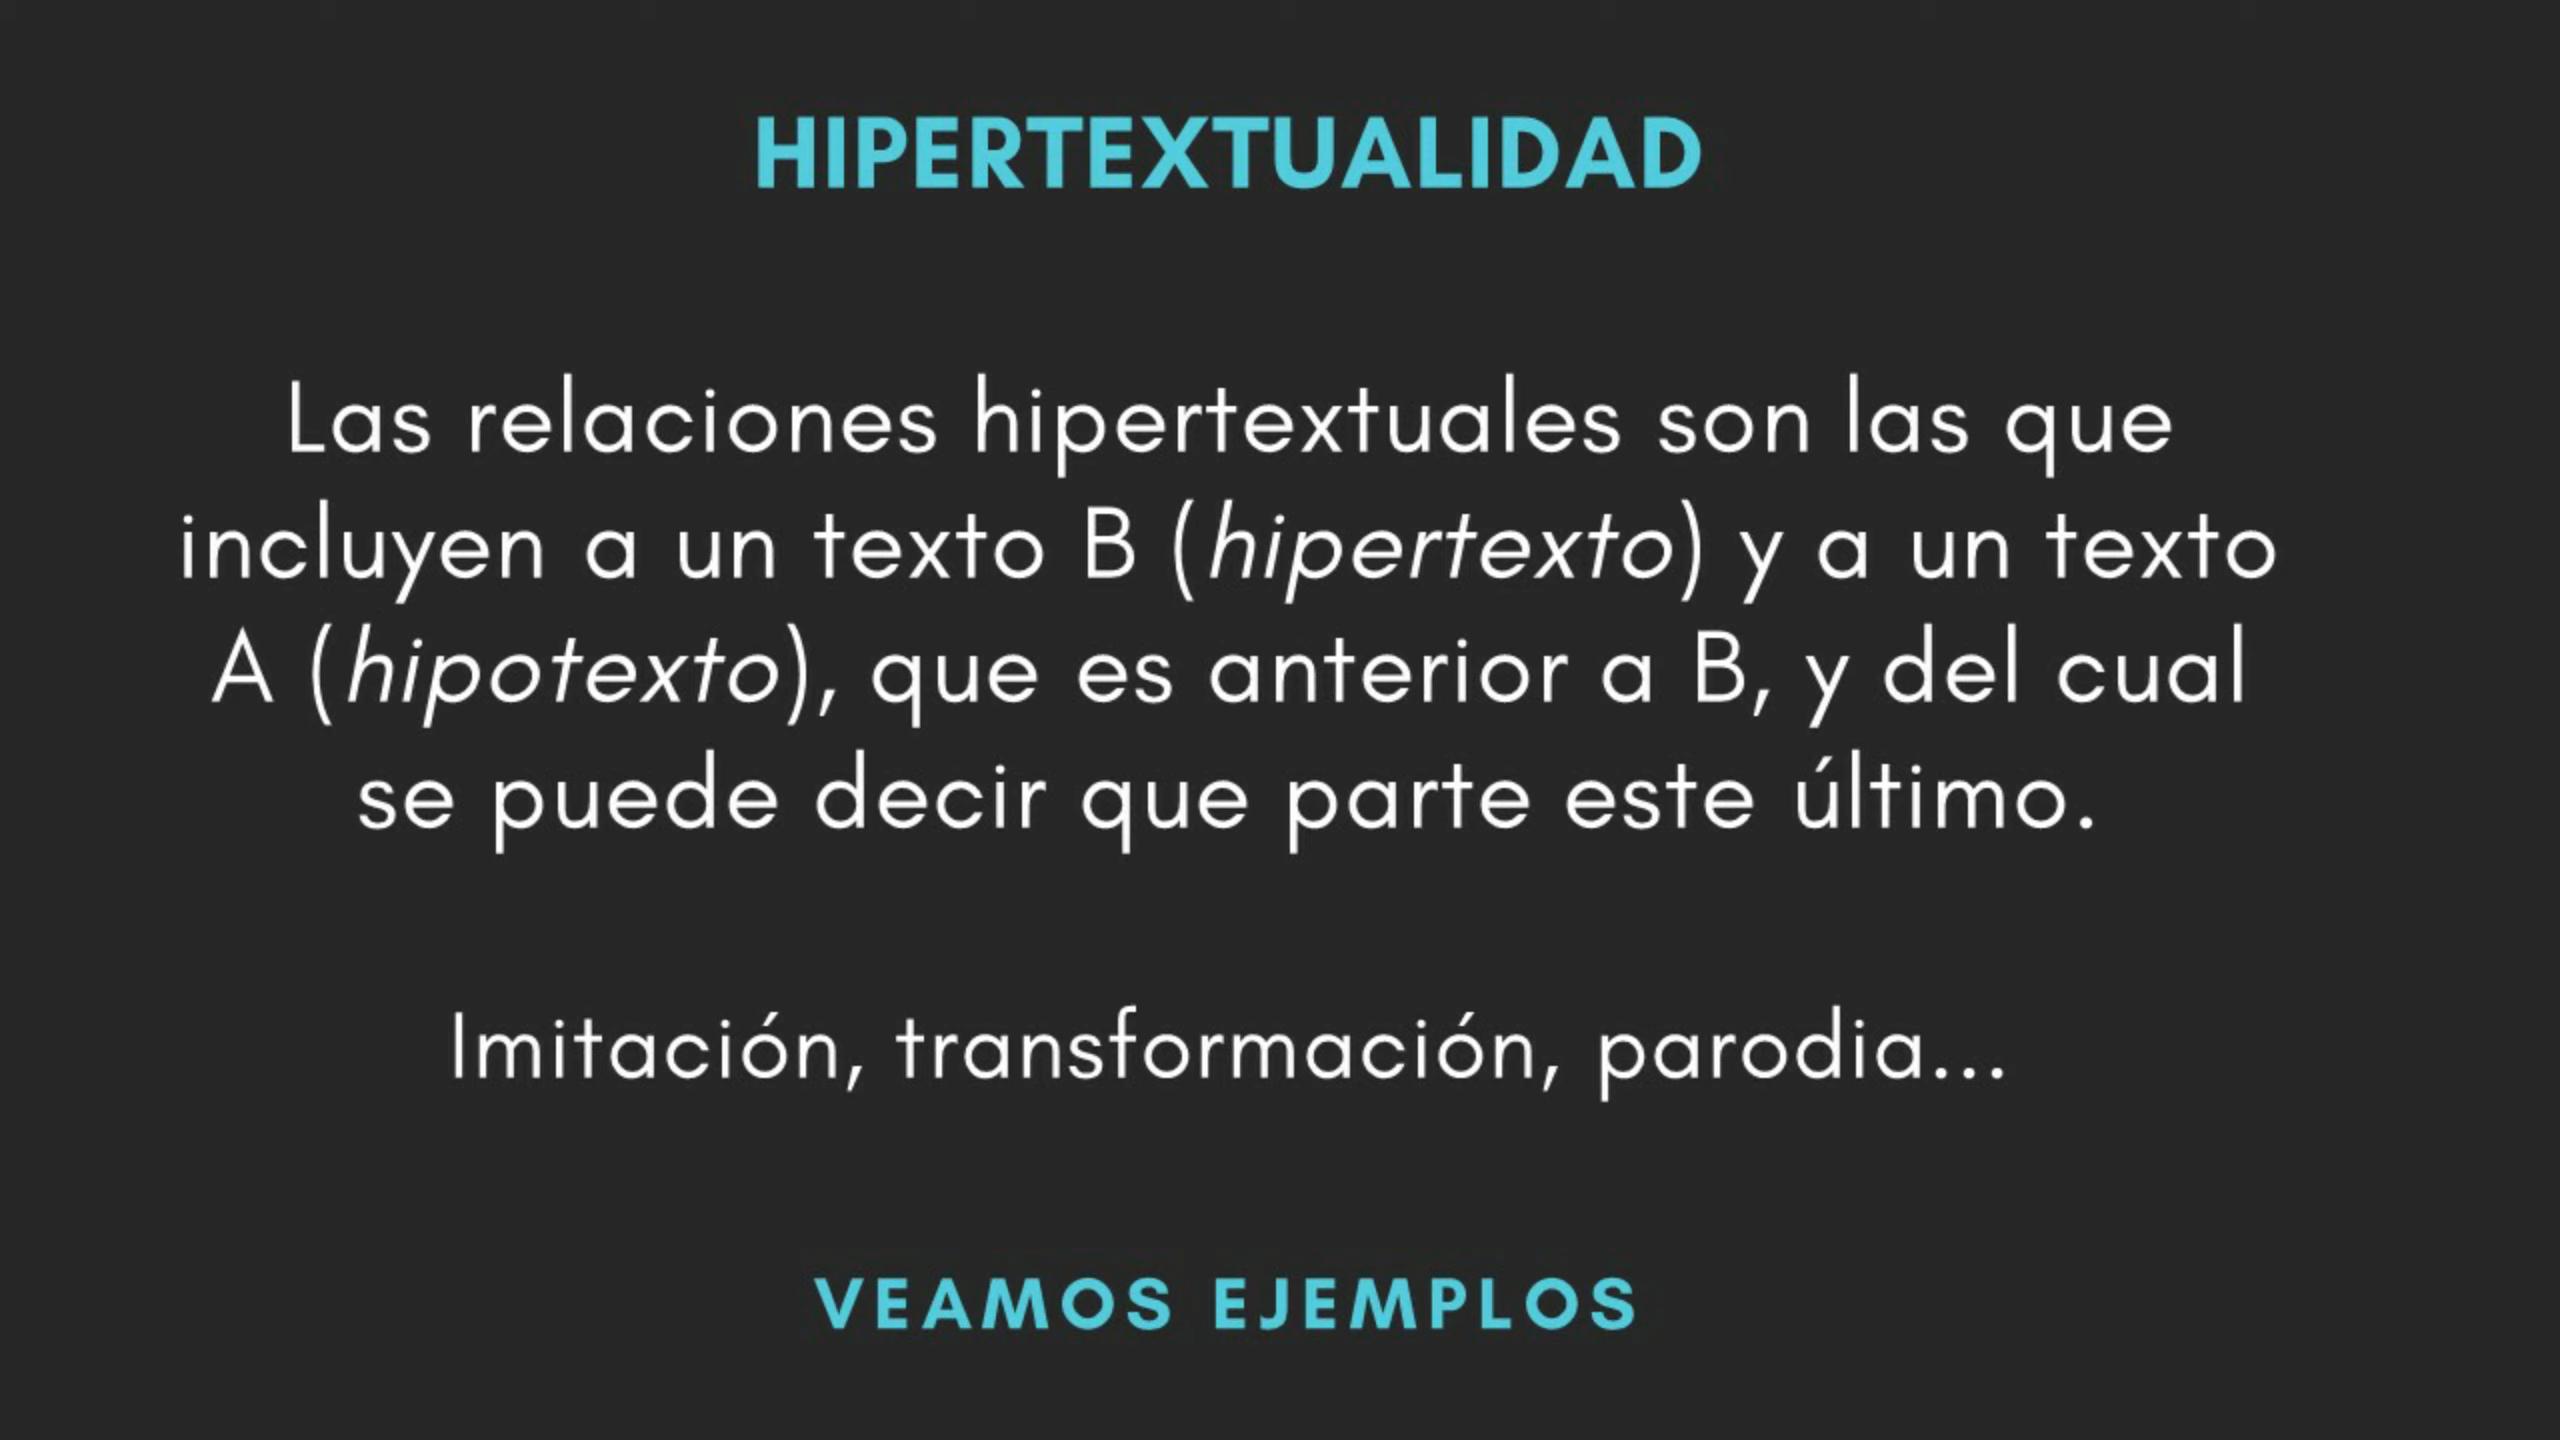 HIPERTEXTUALIDAD
Las relaciones hipertextuales son las que
incluyen a un texto B (hipertexto) y a un texto
A (hipotexto), que es anterior a B, y del cual
se puede decir que parte este último.
Imitación, transformación, parodia...
VEAMOS EJEMPLOS